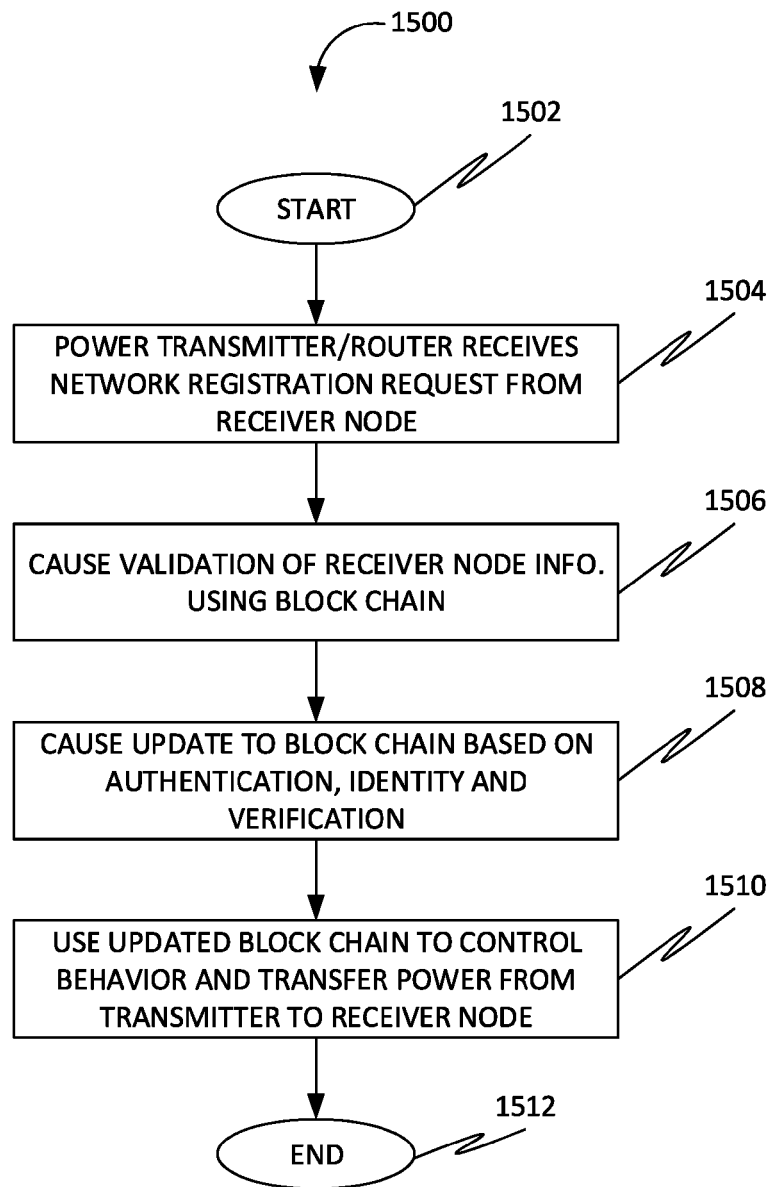 1500
1502
START
1504
POWER TRANSMITTER/ROUTER RECEIVES
NETWORK REGISTRATION REQUEST FROM
RECEIVER NODE
1506
CAUSE VALIDATION OF RECEIVER NODE INFO.
USING BLOCK CHAIN
1508
CAUSE UPDATE TO BLOCK CHAIN BASED ON
AUTHENTICATION, IDENTITY AND
VERIFICATION
1510
USE UPDATED BLOCK CHAIN TO CONTROL
BEHAVIOR AND TRANSFER POWER FROM
TRANSMITTER TO RECEIVER NODE
1512
END